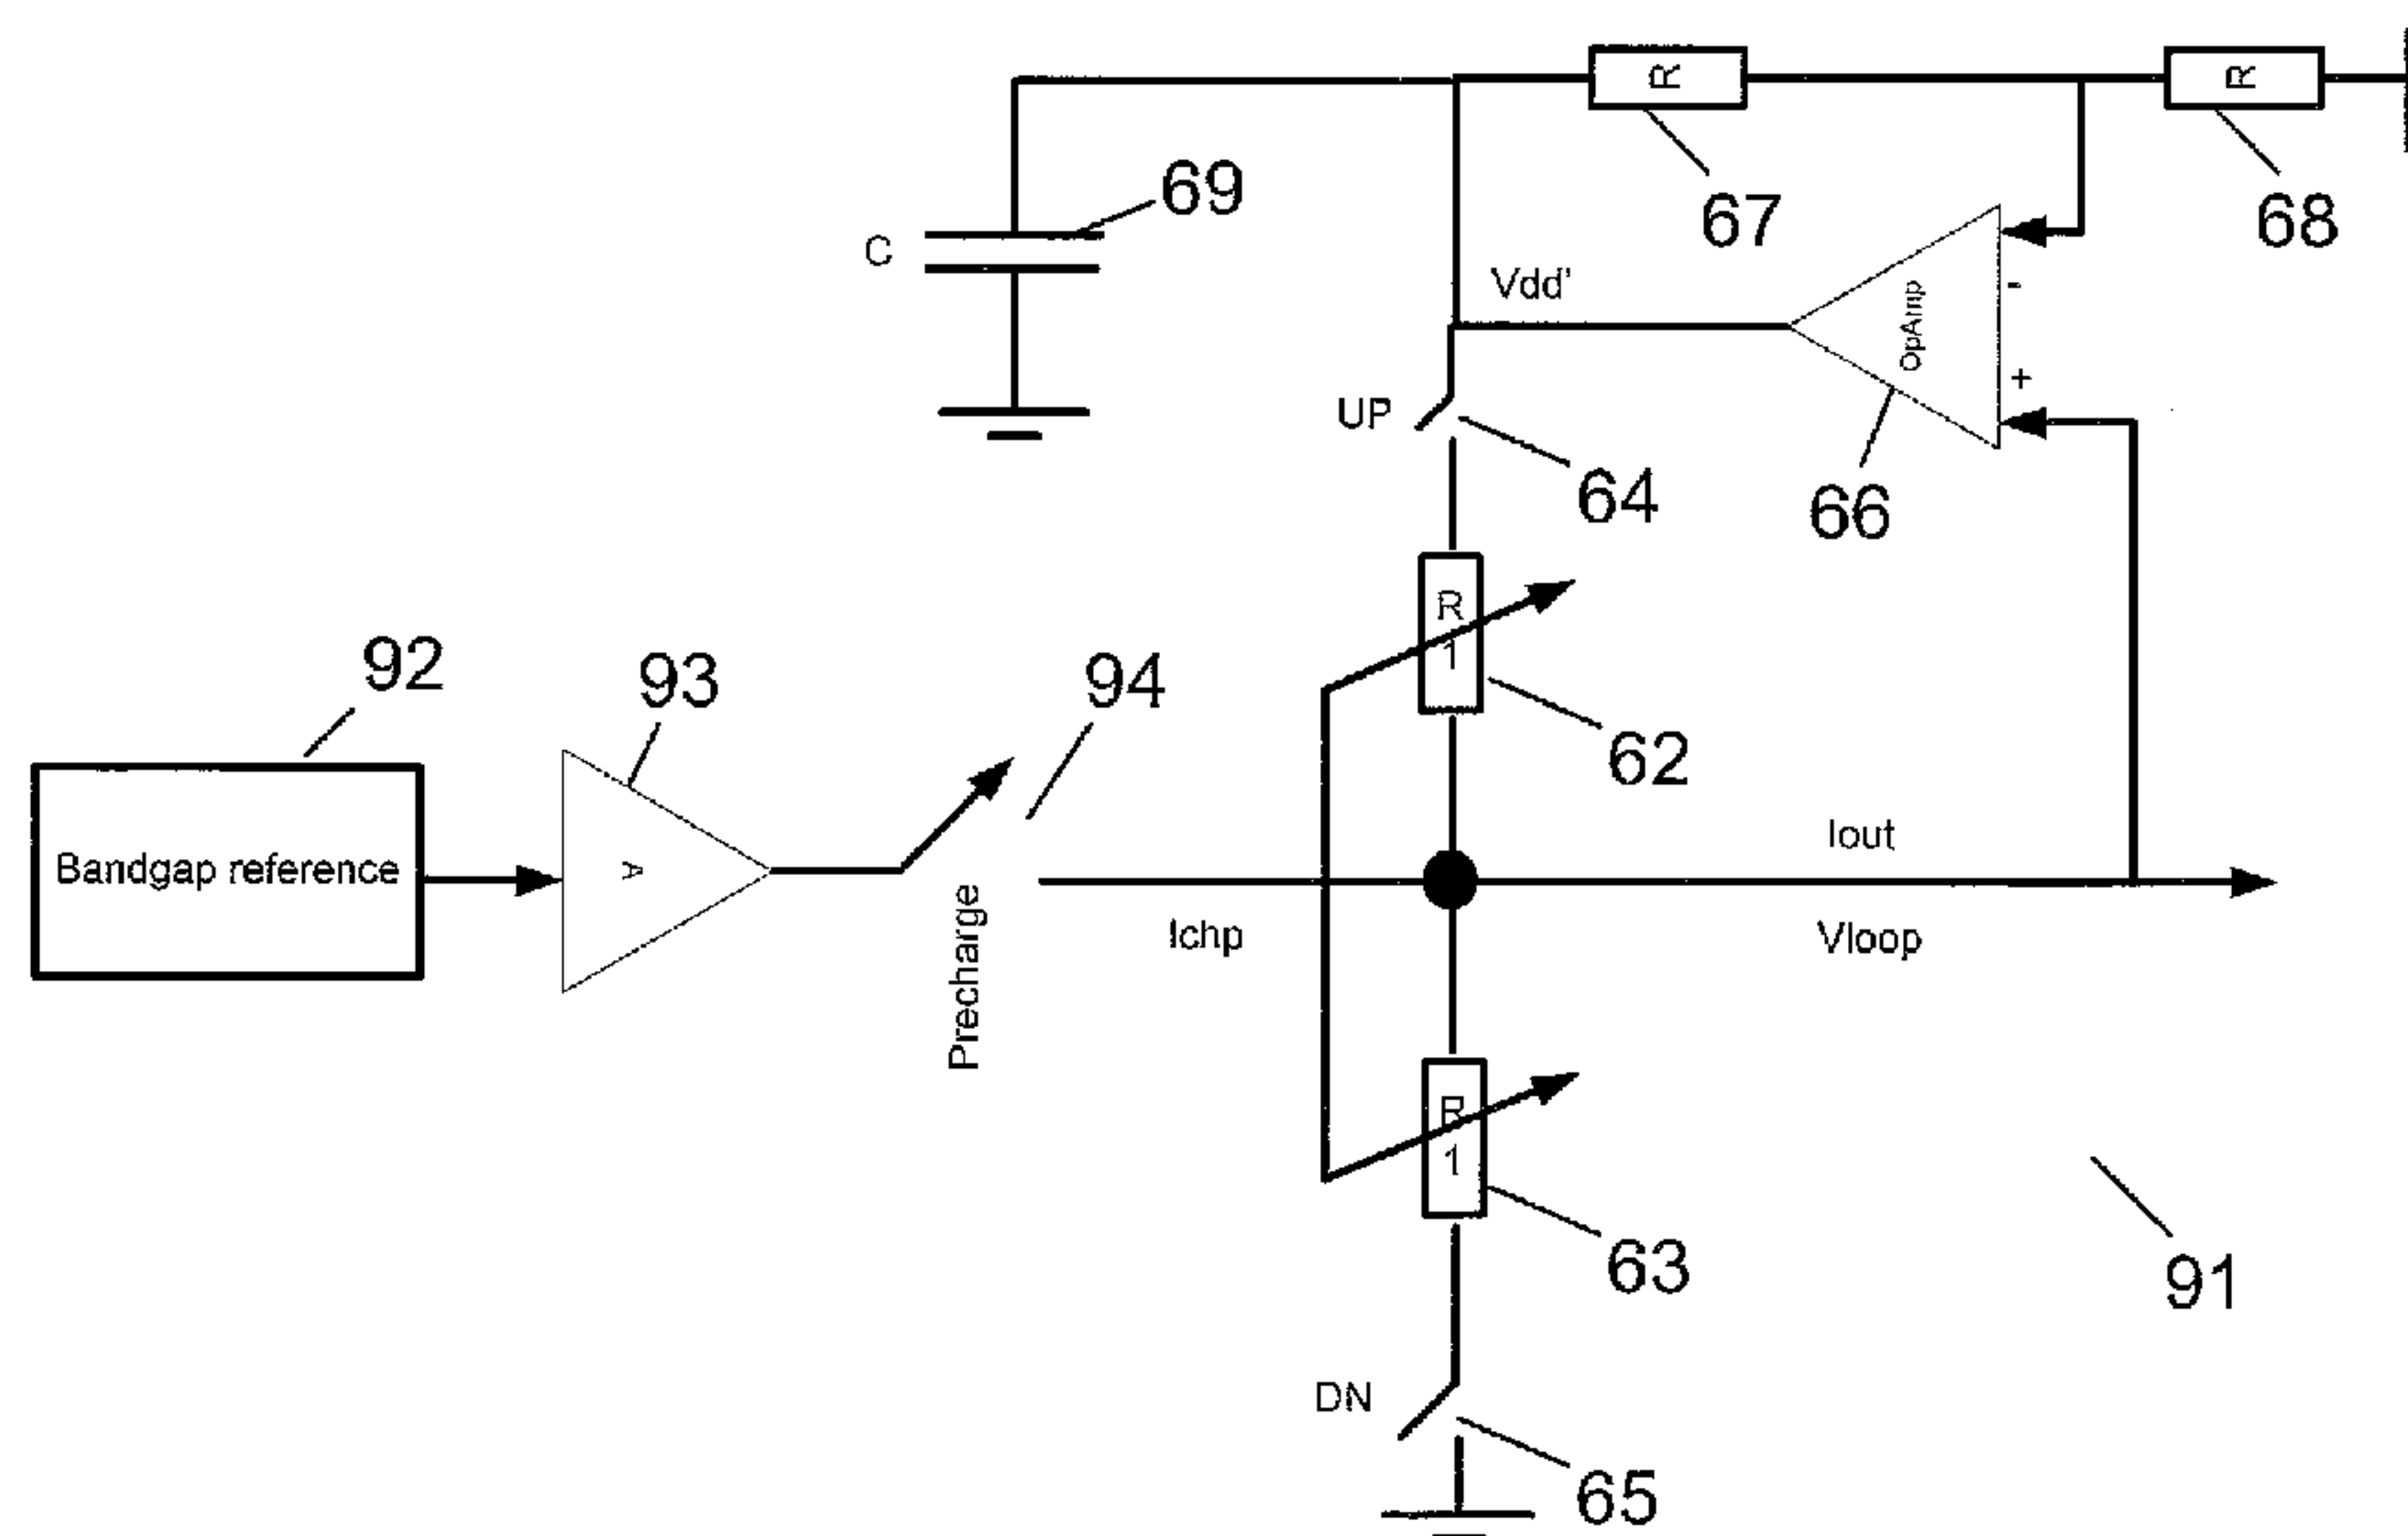 R
R
69
67
68
C
Vdd'
-
OpAmp
+
UP
64
66
R
1
92
93
94
62
Bandgap reference
A
Precharge
Iout
Ichp
Vloop
R
1
63
91
DN
65